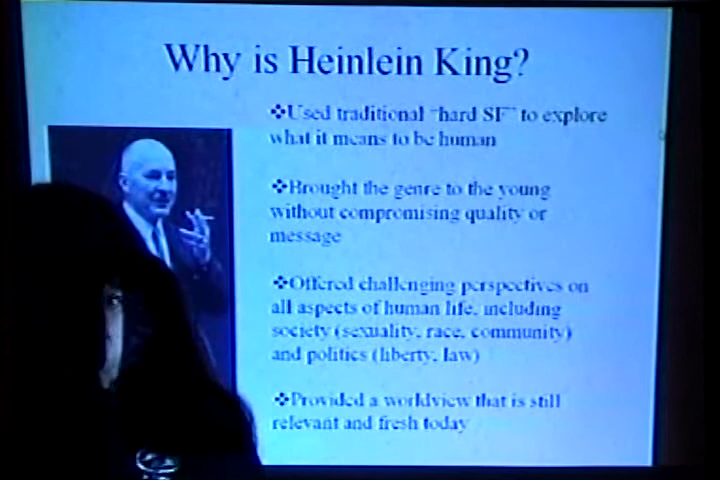 Why is Heinlein King?
❖Used traditional "hard SF" to explore
what it means to be human
❖Brought the genre to the young
without compromising quality or
message
❖Offered challenging perspectives on
all aspects of human life, including
society (sexuality, race, community)
and politics (liberty, law)
❖Provided a worldview that is still
relevant and fresh today